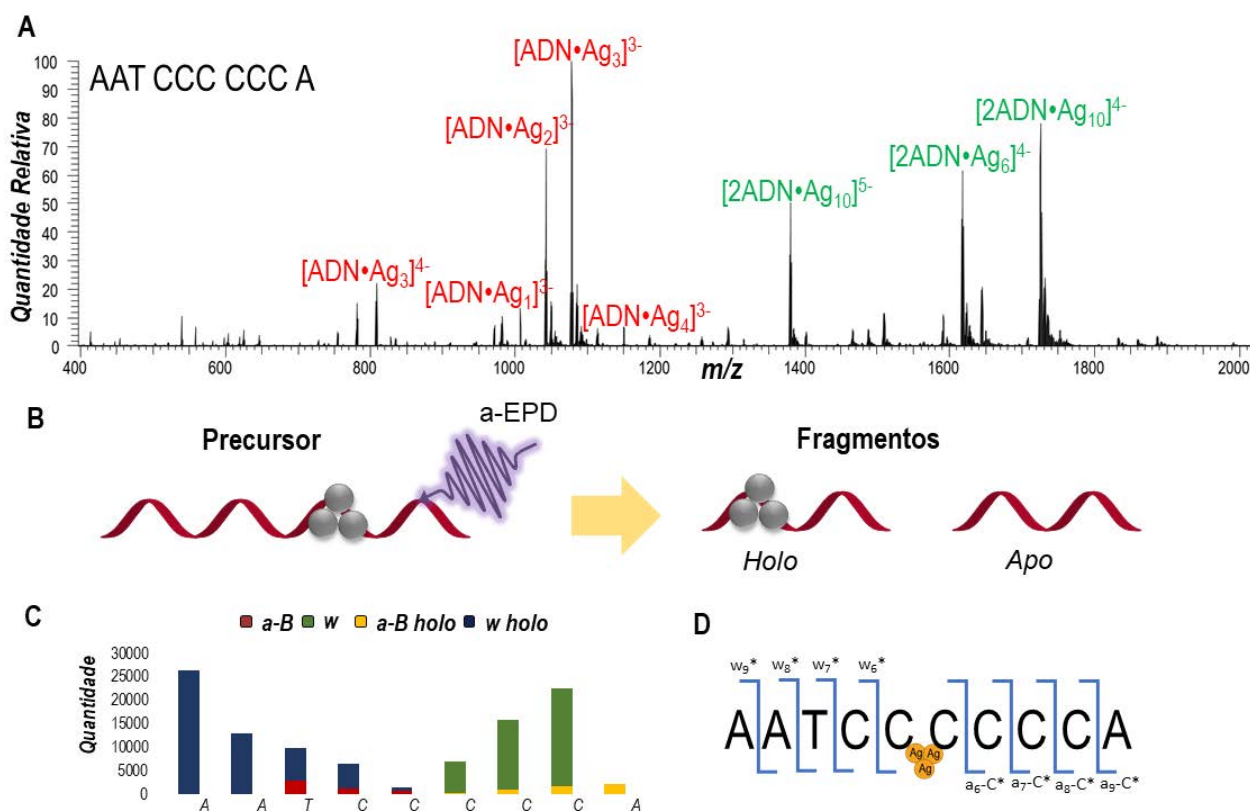 A
AAT CCC CCC A
Quantidade Relativa
100
90
80
70
60
50
40
30
20
10
0
[ADN•Ag3]4-
[ADN•Ag1]3-
[ADN•Ag2]3-
[ADN•Ag3]3-
[ADN•Ag4]3-
[2ADN•Ag10]5-
[2ADN•Ag6]4-
[2ADN•Ag10]4-
400 600 800 1000 1200 1400 1600 1800 2000
m/z
B
Precursor
a-EPD
Fragmentos
Holo
Apo
C
a-B w a-B holo w holo
Quantidade
30000
25000
20000
15000
10000
5000
0
A A T C C C C C A
D
w9* w8* w7* w6*
AATCCCCCCA
Ag Ag
Ag
a6-C* a7-C* a8-C* a9-C*